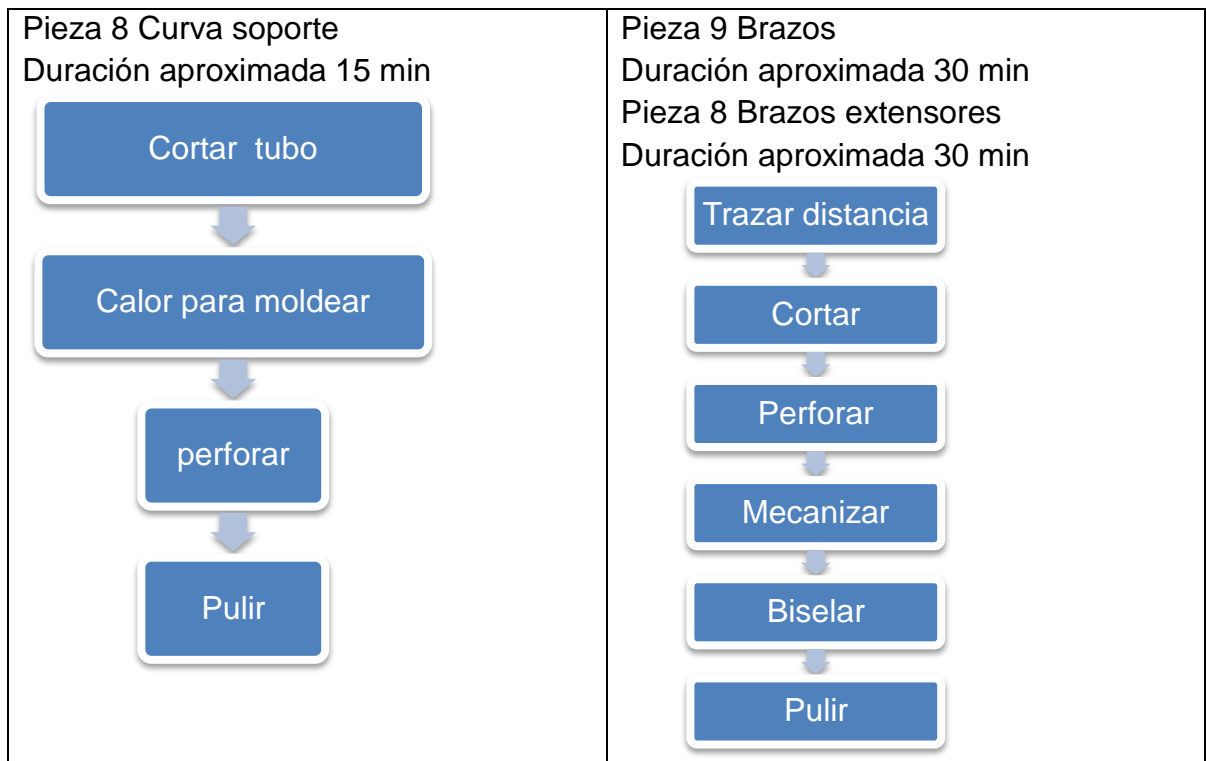 Pieza 8 Curva soporte
Duración aproximada 15 min
Cortar tubo
Calor para moldear
perforar
Pulir
Pieza 9 Brazos
Duración aproximada 30 min
Pieza 8 Brazos extensores
Duración aproximada 30 min
Trazar distancia
Cortar
Perforar
Mecanizar
Biselar
Pulir